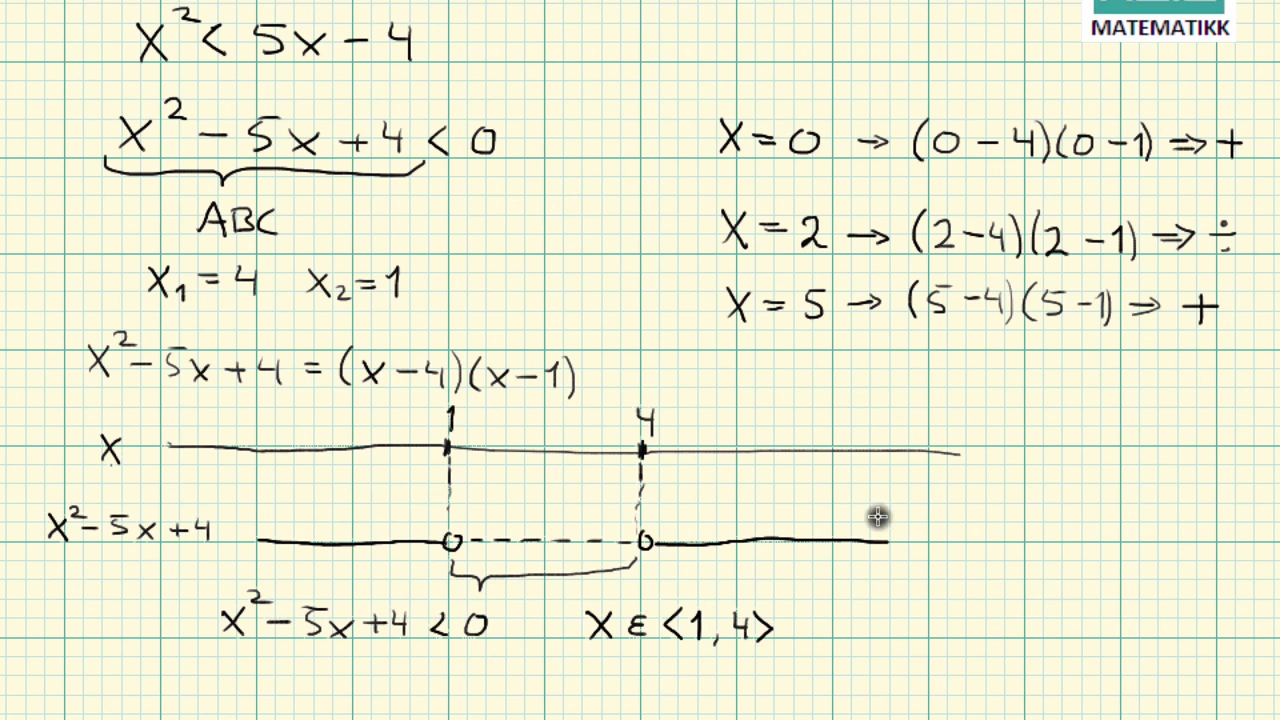 MATEMATIKK
x² < 5x - 4
x² - 5x + 4 < 0
ABC
x₁ = 4 x₂ = 1
x² - 5x + 4 = (x - 4)(x - 1)
x = 0 → (0 - 4)(0 - 1) ⇒ +
x = 2 → (2 - 4)(2 - 1) ⇒ ÷
x = 5 → (5 - 4)(5 - 1) ⇒ +
1 4
x
x² - 5x + 4 0 0
x² - 5x + 4 < 0 x ε <1, 4>